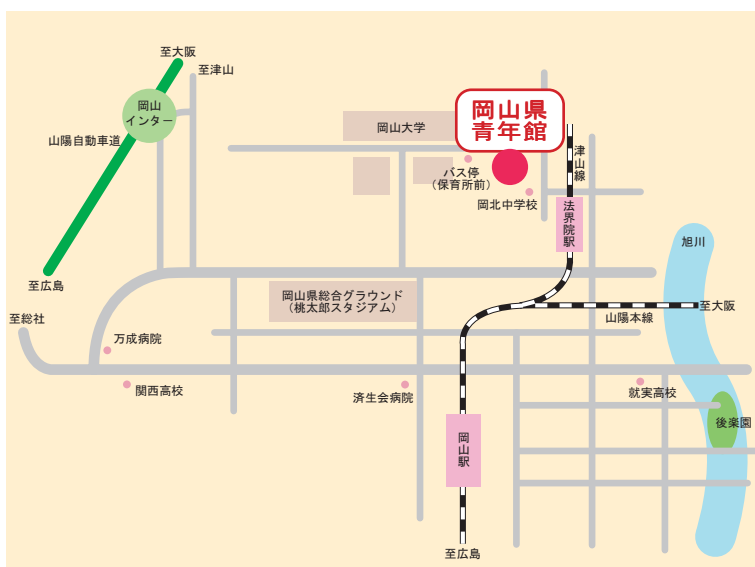 至大阪
至津山
岡山
インター
山陽自動車道
至広島
岡山大学
岡山県
青年館
バス停
(保育所前)
岡北中学校
津山線
法界院駅
旭川
岡山県総合グラウンド
(桃太郎スタジアム)
至大阪
山陽本線
至総社
万成病院
関西高校
済生会病院
就実高校
後楽園
岡山駅
至広島